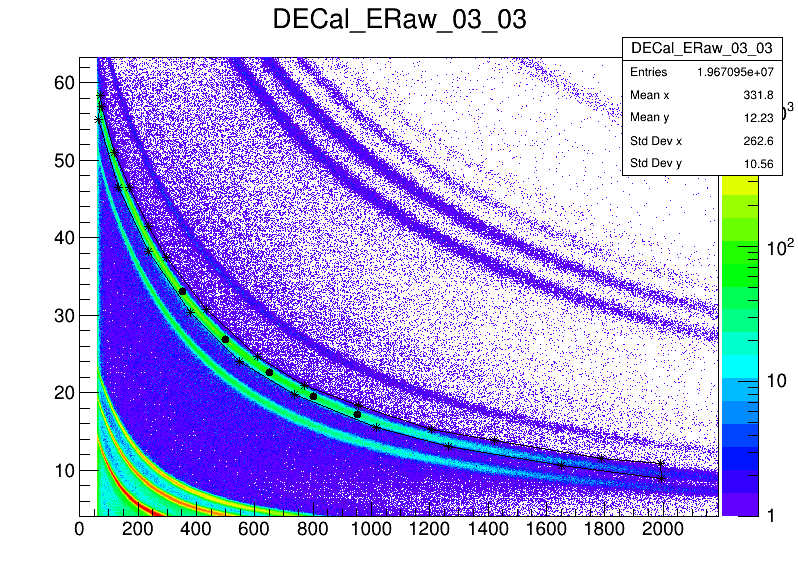 DECal_ERaw_03_03
DECal_ERaw_03_03
Entries 1.967095e+07
Mean x 331.8
Mean y 12.23
Std Dev x 262.6
Std Dev y 10.56
60
50
40
30
20
10
0 200 400 600 800 1000 1200 1400 1600 1800 2000
10²
10
1